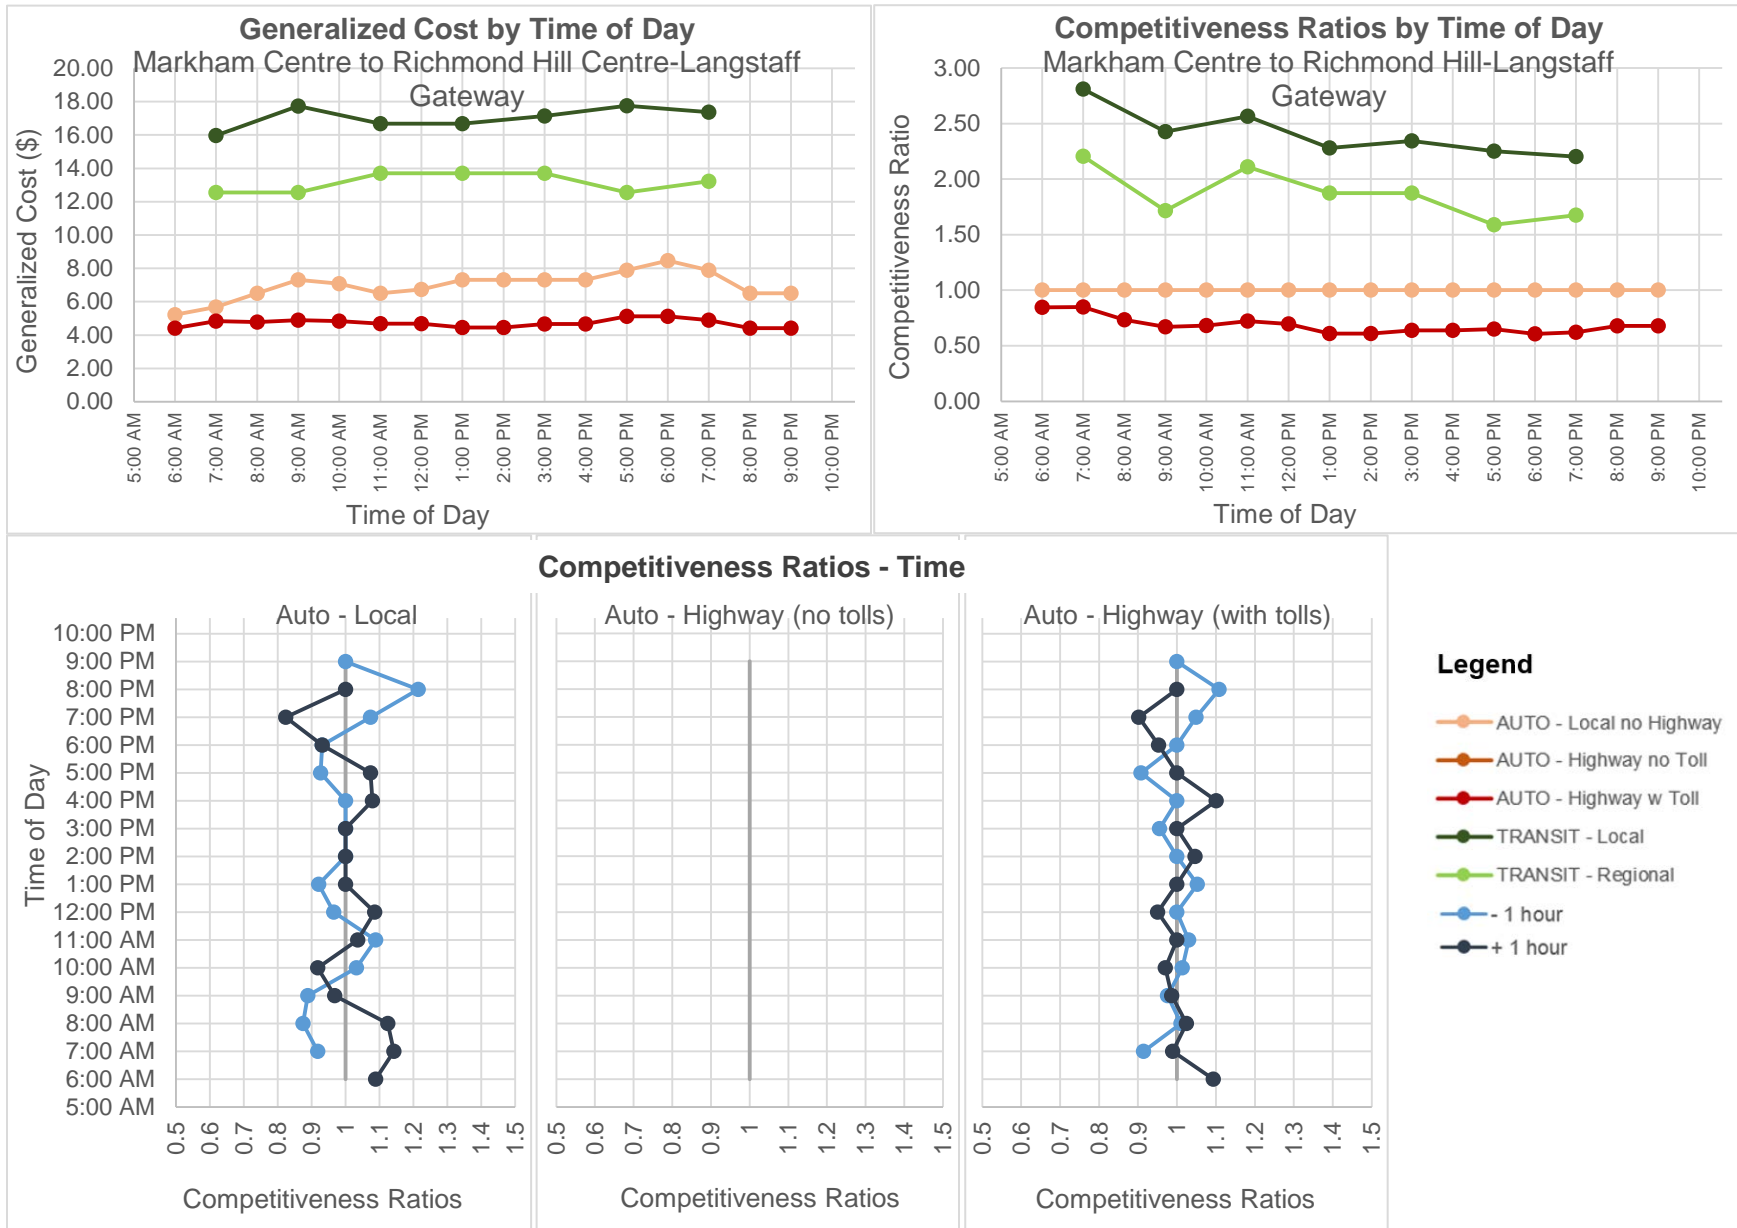 Generalized Cost by Time of Day
Markham Centre to Richmond Hill Centre-Langstaff
Gateway
20.00
18.00
16.00
14.00
12.00
10.00
8.00
6.00
4.00
2.00
0.00
Generalized Cost ($)
5:00 AM
6:00 AM
7:00 AM
8:00 AM
9:00 AM
10:00 AM
11:00 AM
12:00 PM
1:00 PM
2:00 PM
3:00 PM
4:00 PM
5:00 PM
6:00 PM
7:00 PM
8:00 PM
9:00 PM
10:00 PM
Time of Day
Competitiveness Ratios by Time of Day
Markham Centre to Richmond Hill-Langstaff
Gateway
3.00
2.50
2.00
1.50
1.00
0.50
0.00
Competitiveness Ratio
5:00 AM
6:00 AM
7:00 AM
8:00 AM
9:00 AM
10:00 AM
11:00 AM
12:00 PM
1:00 PM
2:00 PM
3:00 PM
4:00 PM
5:00 PM
6:00 PM
7:00 PM
8:00 PM
9:00 PM
10:00 PM
Time of Day
Competitiveness Ratios - Time
Auto - Local
10:00 PM
9:00 PM
8:00 PM
7:00 PM
6:00 PM
5:00 PM
4:00 PM
3:00 PM
2:00 PM
1:00 PM
12:00 PM
11:00 AM
10:00 AM
9:00 AM
8:00 AM
7:00 AM
6:00 AM
5:00 AM
Time of Day
0.5
0.6
0.7
0.8
0.9
1
1.1
1.2
1.3
1.4
1.5
Competitiveness Ratios
Auto - Highway (no tolls)
0.5
0.6
0.7
0.8
0.9
1
1.1
1.2
1.3
1.4
1.5
Competitiveness Ratios
Auto - Highway (with tolls)
0.5
0.6
0.7
0.8
0.9
1
1.1
1.2
1.3
1.4
1.5
Competitiveness Ratios
Legend
AUTO - Local no Highway
AUTO - Highway no Toll
AUTO - Highway w Toll
TRANSIT - Local
TRANSIT - Regional
- 1 hour
+ 1 hour